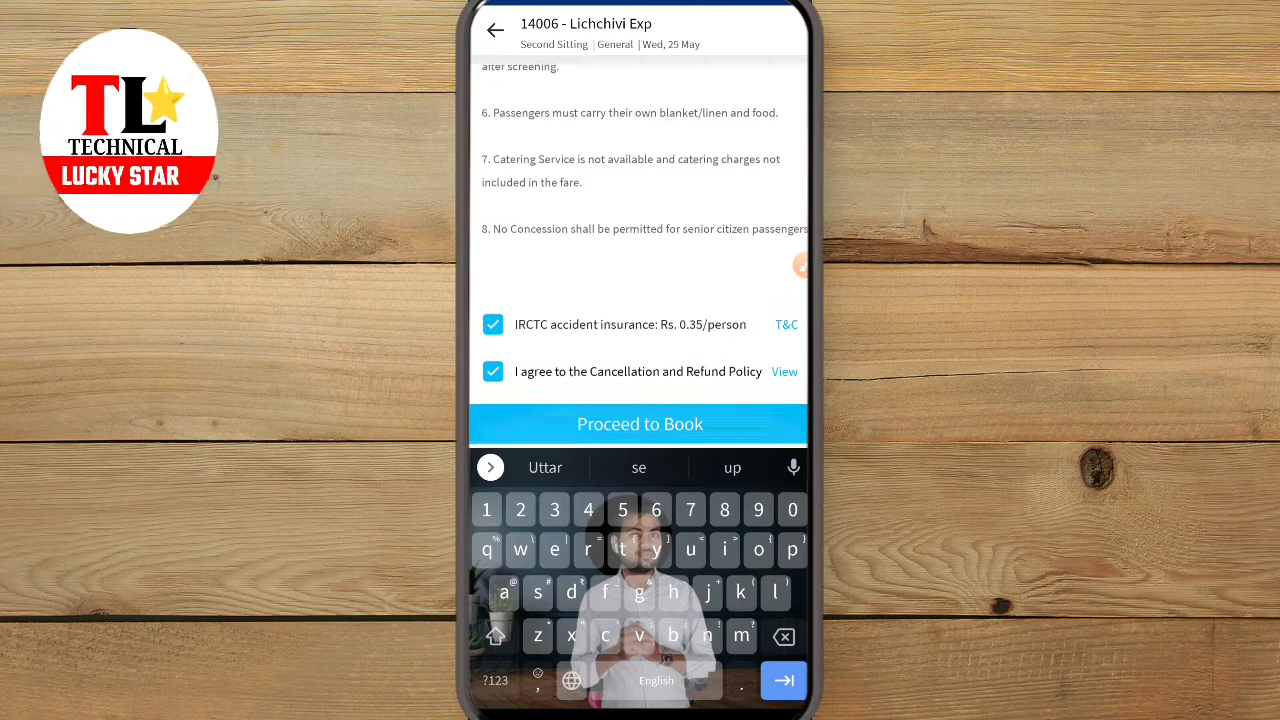 TL
TECHNICAL
LUCKY STAR
14006 - Lichchivi Exp
Second Sitting | General | Wed, 25 May
after screening.
6. Passengers must carry their own blanket/linen and food.
7. Catering Service is not available and catering charges not
included in the fare.
8. No Concession shall be permitted for senior citizen passengers
IRCTC accident insurance: Rs. 0.35/person T&C
I agree to the Cancellation and Refund Policy View
Proceed to Book
Uttar se up
1 2 3 4 5 6 7 8 9 0
q w e r t y u i o p
a s d f g h j k l
z x c v b n m
?123 , English .